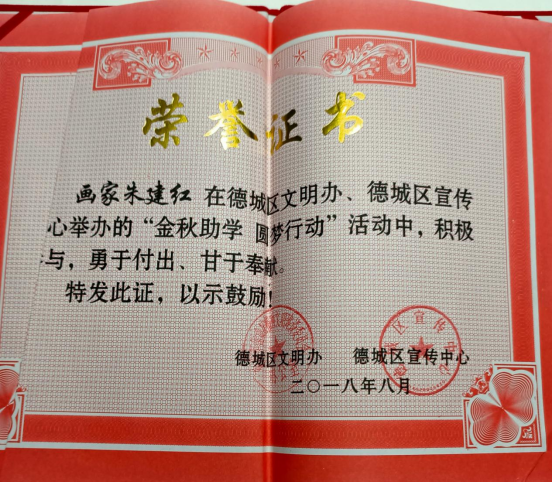 荣誉证书
画家朱建红 在德城区文明办、德城区宣传
心举办的“金秋助学 圆梦行动”活动中，积极
与，勇于付出、甘于奉献。
特发此证，以示鼓励！
德城区文明办 德城区宣传中心
二〇一八年八月